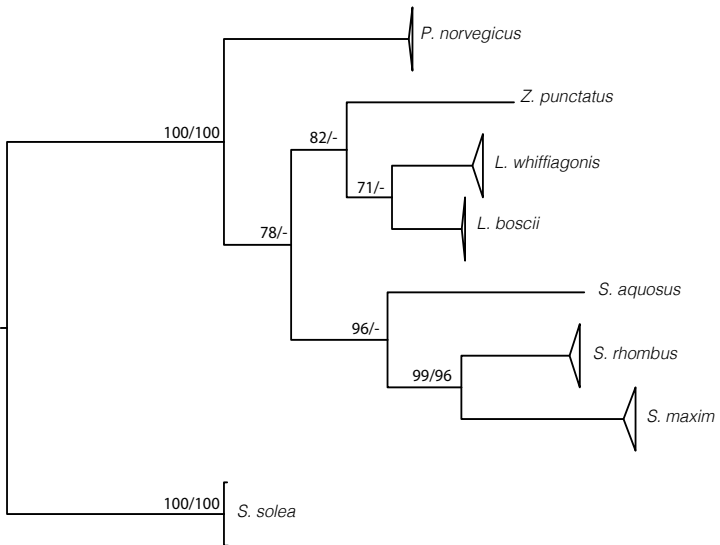 P. norvegicus
Z. punctatus
100/100
82/-
L. whiffiagonis
71/-
L. boscii
78/-
S. aquosus
96/-
S. rhombus
99/96
S. maxim
100/100
S. solea